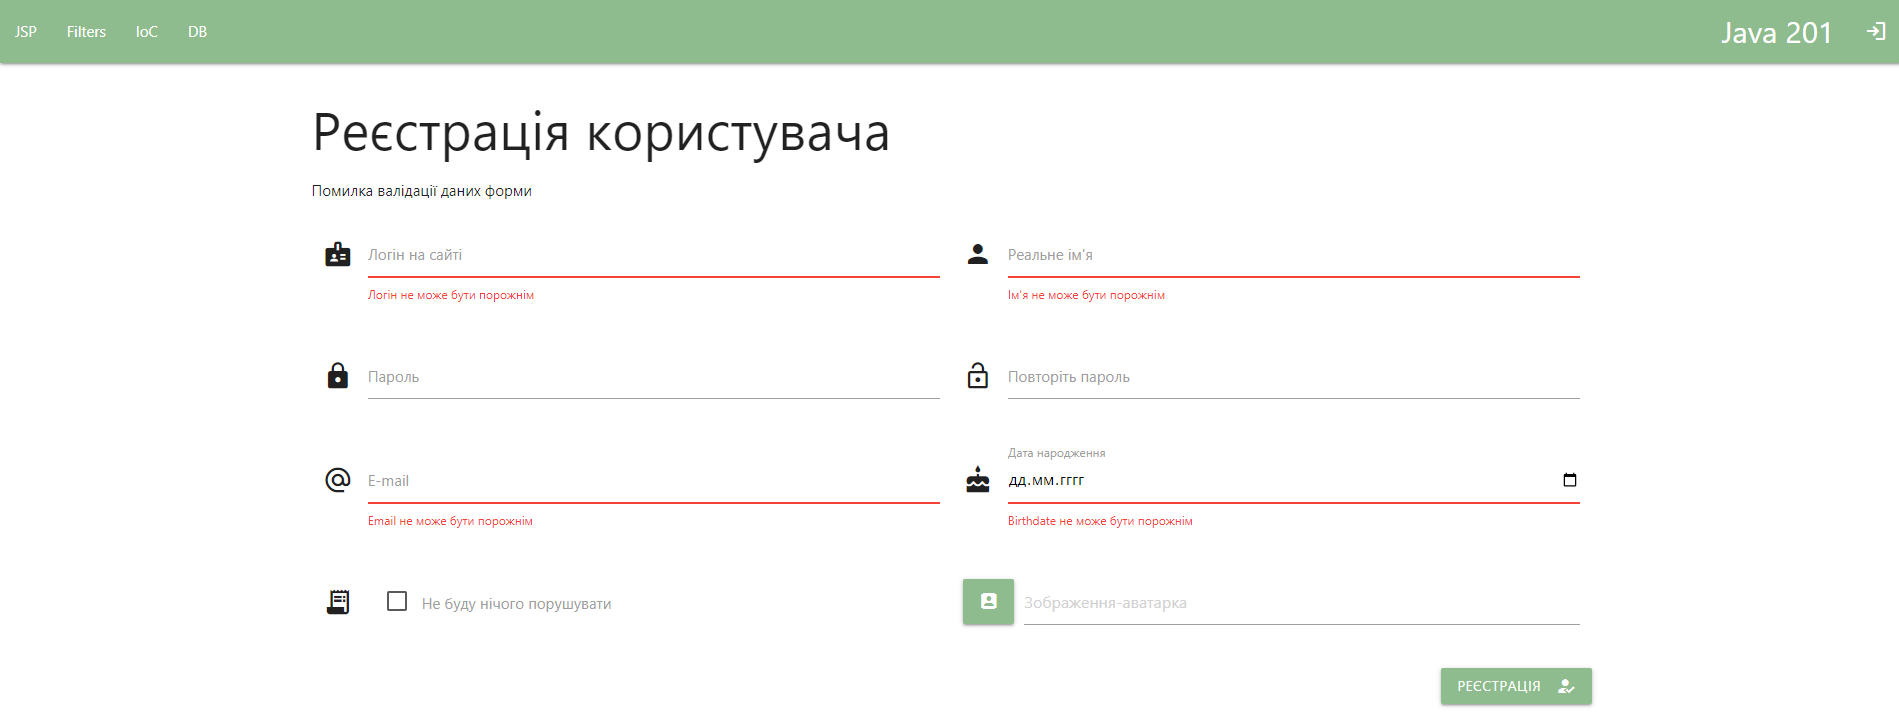 JSP Filters IoC DB Java 201
Реєстрація користувача
Помилка валідації даних форми
Логін на сайті
Логін не може бути порожнім
Реальне ім'я
Ім'я не може бути порожнім
Пароль
Повторіть пароль
E-mail
Email не може бути порожнім
Дата народження
дд.мм.гггг
Birthdate не може бути порожнім
Не буду нічого порушувати
Зображення-аватарка
РЕЄСТРАЦІЯ